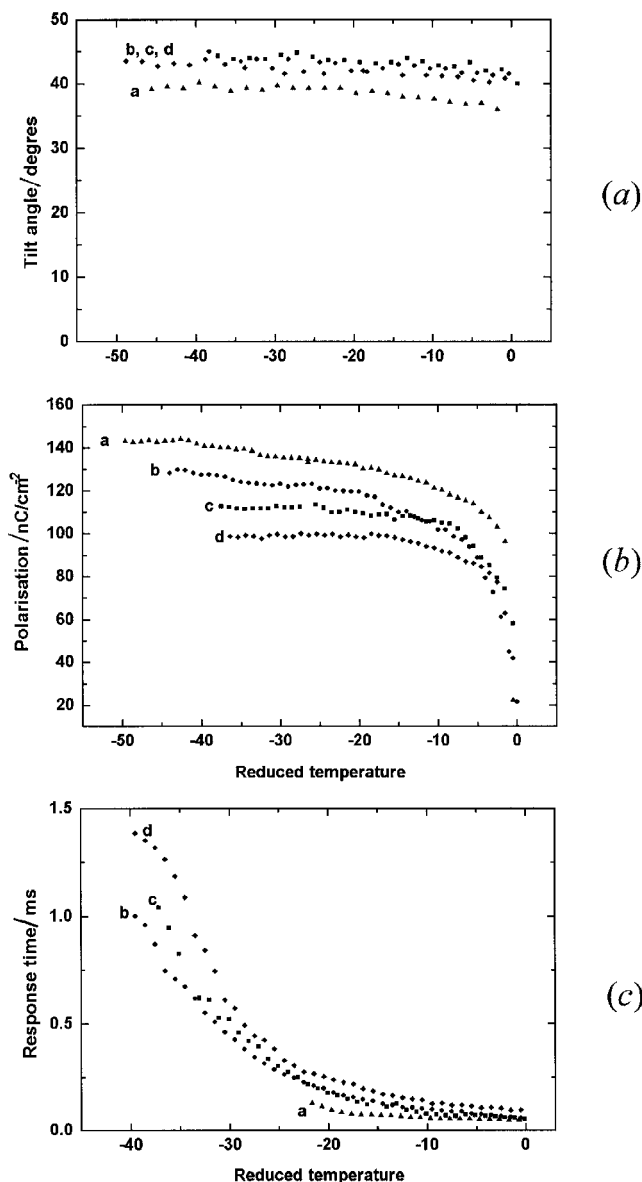 50
40
30
20
10
0
Tilt angle/degres
b, c, d
a
-50 -40 -30 -20 -10 0
(a)
160
140
120
100
80
60
40
20
Polarisation /nC/cm²
a
b
c
d
-50 -40 -30 -20 -10 0
Reduced temperature
(b)
1.5
1.0
0.5
0.0
Response time/ms
d
c
b
a
-40 -30 -20 -10 0
Reduced temperature
(c)